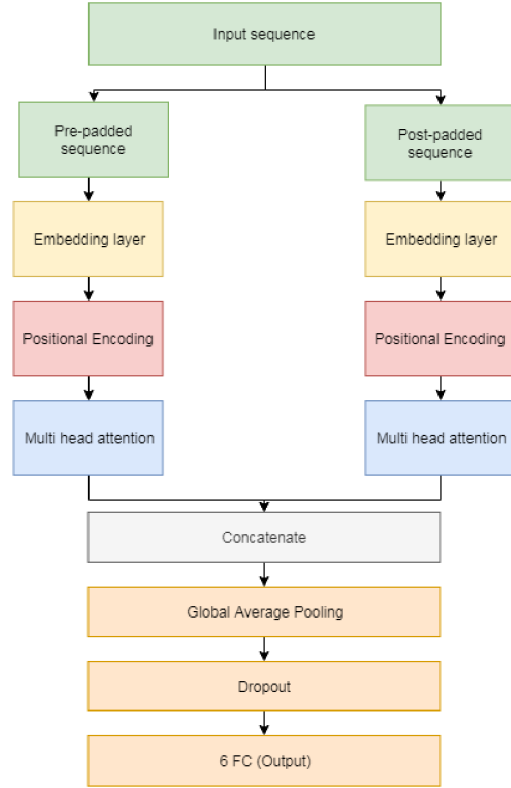 Input sequence
Pre-padded
sequence
Post-padded
sequence
Embedding layer
Embedding layer
Positional Encoding
Positional Encoding
Multi head attention
Multi head attention
Concatenate
Global Average Pooling
Dropout
6 FC (Output)